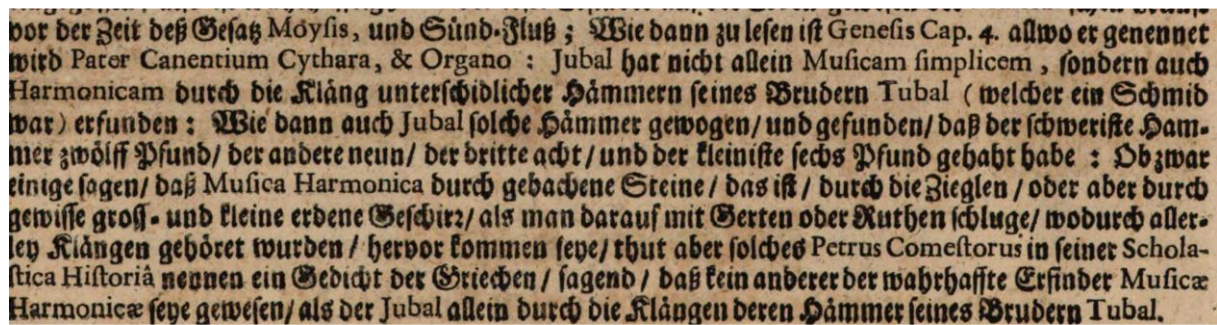 vor der Zeit deß Gesatz Moysis, und Sünd-Fluß; Wie dann zu lesen ist Genesis Cap. 4. allwo er genennet
wird Pater Canentium Cythara, & Organo: Jubal hat nicht allein Musicam simplicem, sondern auch
Harmonicam durch die Kläng unterschidlicher Hämmern seines Brudern Tubal (welcher ein Schmid
war) erfunden: Wie dann auch Jubal solche Hämmer gewogen/ und gefunden/ daß der schweriste Ham-
mer zwölff Pfund/ der andere neun/ der dritte acht/ und der kleiniste sechs Pfund gehabt habe: Obzwar
einige sagen/ daß Musica Harmonica durch gebachene Steine/ das ist/ durch die Zieglen/ oder aber durch
gewisse gross- und kleine erdene Geschirr/ als man darauf mit Gerten oder Ruthen schluge/ wodurch aller-
ley Klängen gehöret wurden/ hervor kommen seye/ thut aber solches Petrus Comestorus in seiner Schola-
stica Historiâ nennen ein Gedicht der Griechen/ sagend/ daß kein anderer der wahrhaffte Erfinder Musicæ
Harmonicæ seye gewesen/ als der Jubal allein durch die Klängen deren Hämmer seines Brudern Tubal.